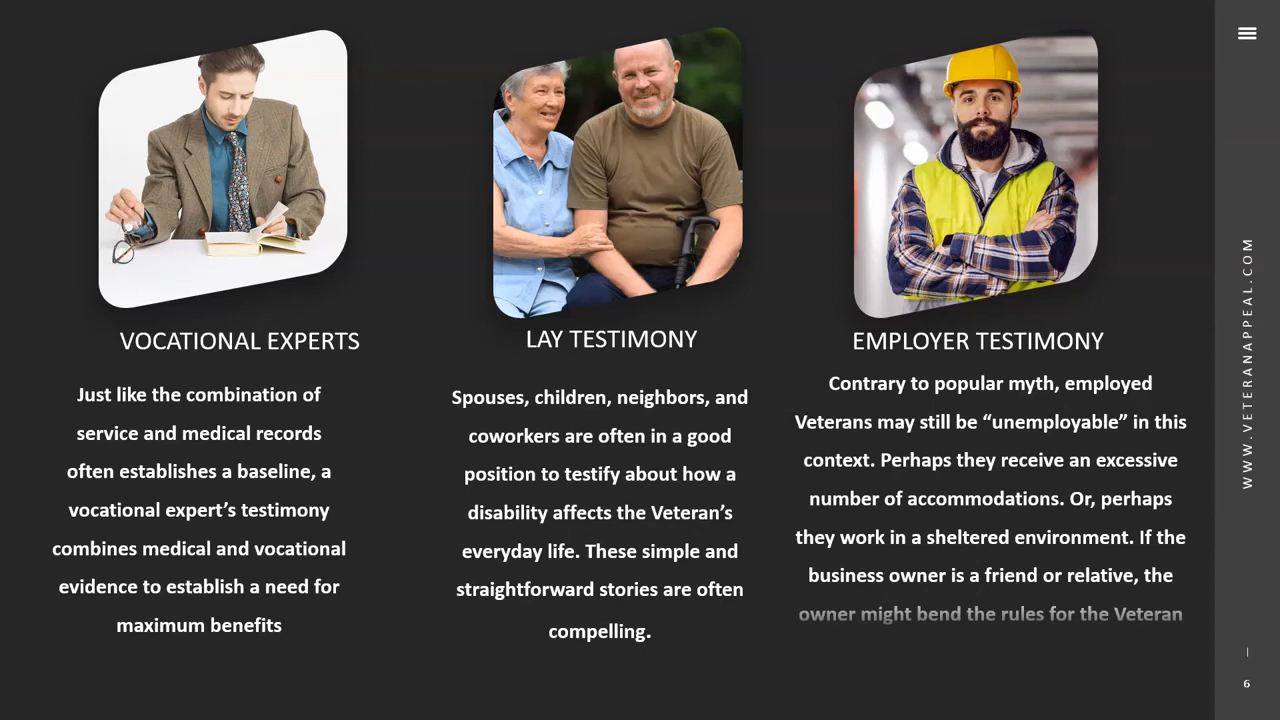 VOCATIONAL EXPERTS
Just like the combination of
service and medical records
often establishes a baseline, a
vocational expert’s testimony
combines medical and vocational
evidence to establish a need for
maximum benefits
LAY TESTIMONY
Spouses, children, neighbors, and
coworkers are often in a good
position to testify about how a
disability affects the Veteran’s
everyday life. These simple and
straightforward stories are often
compelling.
EMPLOYER TESTIMONY
Contrary to popular myth, employed
Veterans may still be “unemployable” in this
context. Perhaps they receive an excessive
number of accommodations. Or, perhaps
they work in a sheltered environment. If the
business owner is a friend or relative, the
owner might bend the rules for the Veteran
WWW.VETERANAPPEAL.COM
|
6